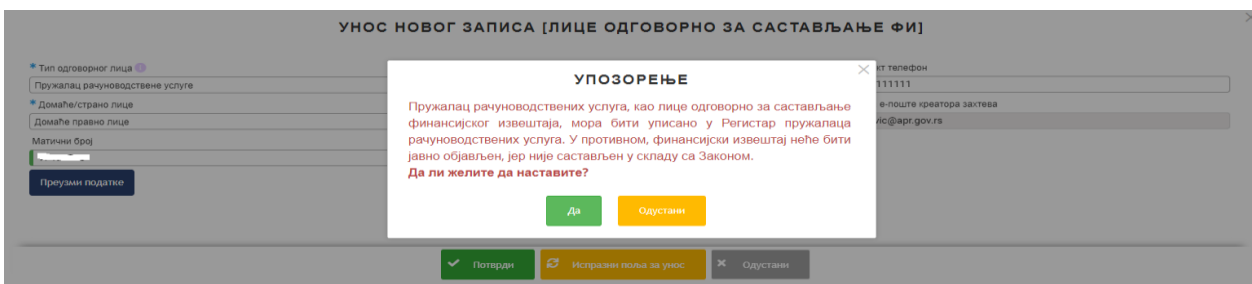 УНОС НОВОГ ЗАПИСА [ЛИЦЕ ОДГОВОРНО ЗА САСТАВЉАЊЕ ФИ]
* Тип одговорног лица
Пружалац рачуноводствене услуге
* Домаће/страно лице
Домаће правно лице
Матични број
Преузми податке
УПОЗОРЕЊЕ
Пружалац рачуноводствених услуга, као лице одговорно за састављање
финансијског извештаја, мора бити уписано у Регистар пружалаца
рачуноводствених услуга. У противном, финансијски извештај неће бити
јавно објављен, јер није састављен у складу са Законом.
Да ли желите да наставите?
Да
Одустани
кт телефон
111111
е-поште креатора захтева
vic@apr.gov.rs
Потврди
Испразни поља за унос
Одустани